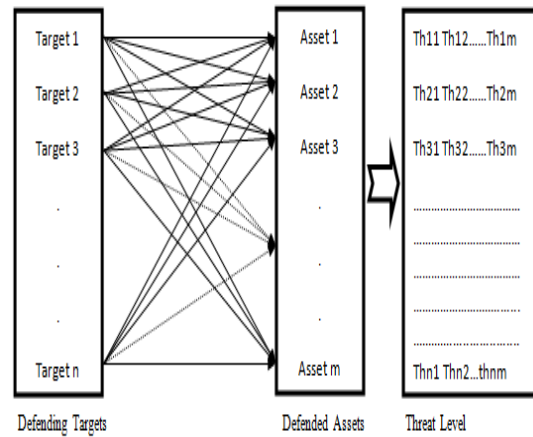 Target 1
Target 2
Target 3
.
.
.
Target n
Defending Targets
Asset 1
Asset 2
Asset 3
.
.
.
Asset m
Defended Assets
Th11 Th12......Th1m
Th21 Th22......Th2m
Th31 Th32......Th3m
....................................
....................................
....................................
....................................
....................................
Thn1 Thn2...thnm
Threat Level